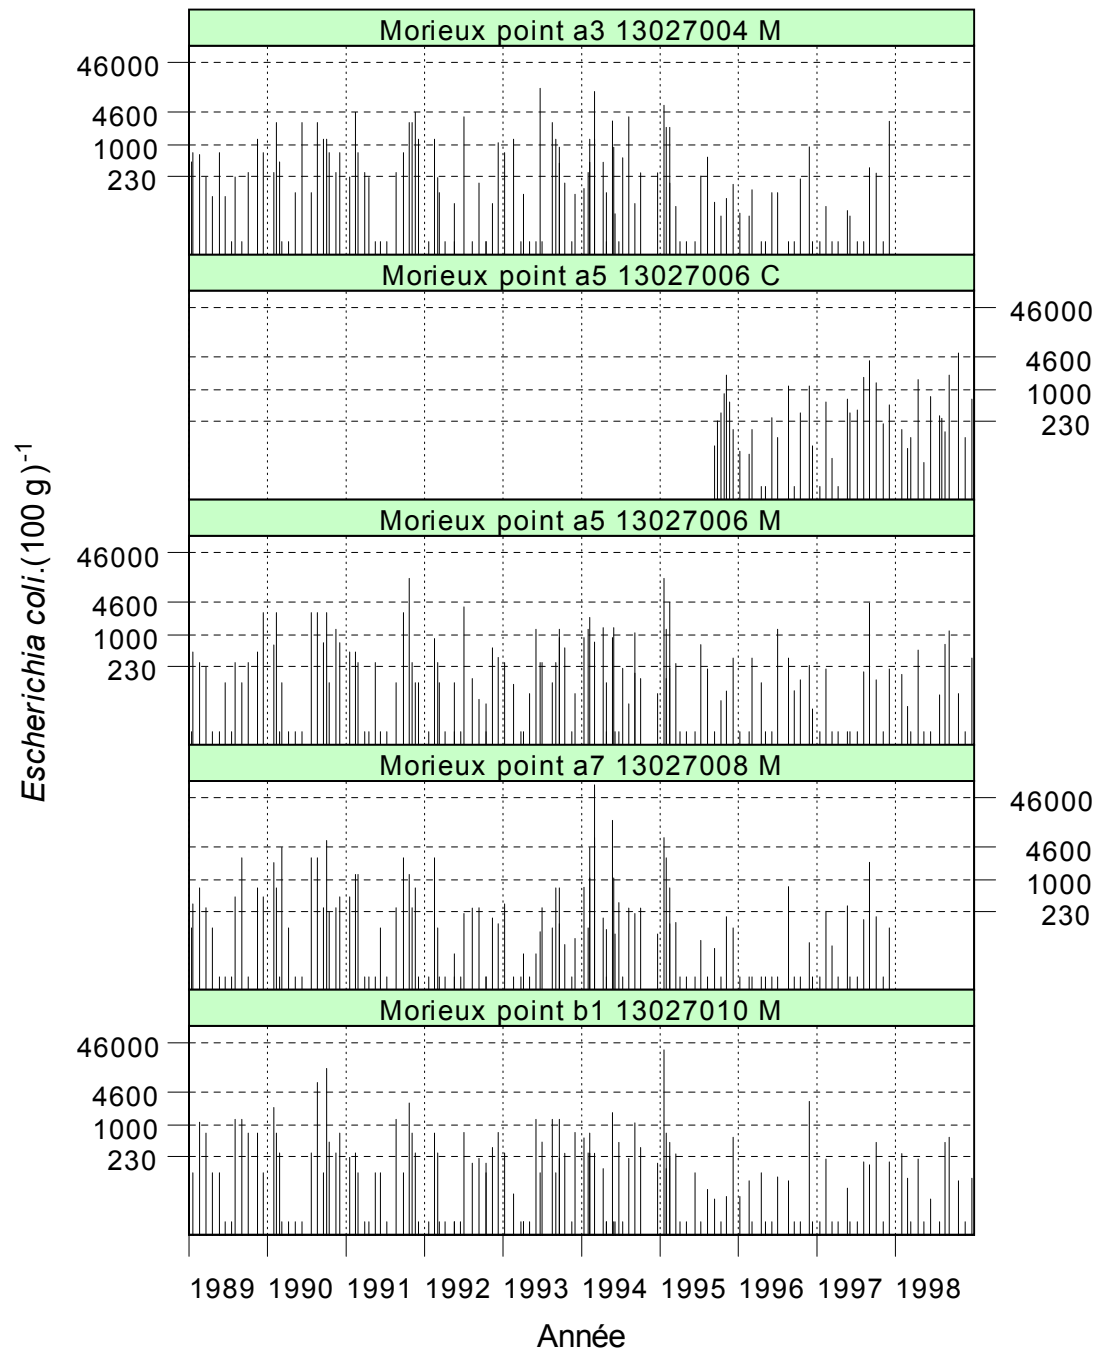 Morieux point a3 13027004 M
46000
4600
1000
230
Morieux point a5 13027006 C
46000
4600
1000
230
Morieux point a5 13027006 M
46000
4600
1000
230
Morieux point a7 13027008 M
46000
4600
1000
230
Morieux point b1 13027010 M
46000
4600
1000
230
Escherichia coli.(100 g)-1
1989 1990 1991 1992 1993 1994 1995 1996 1997 1998
Année